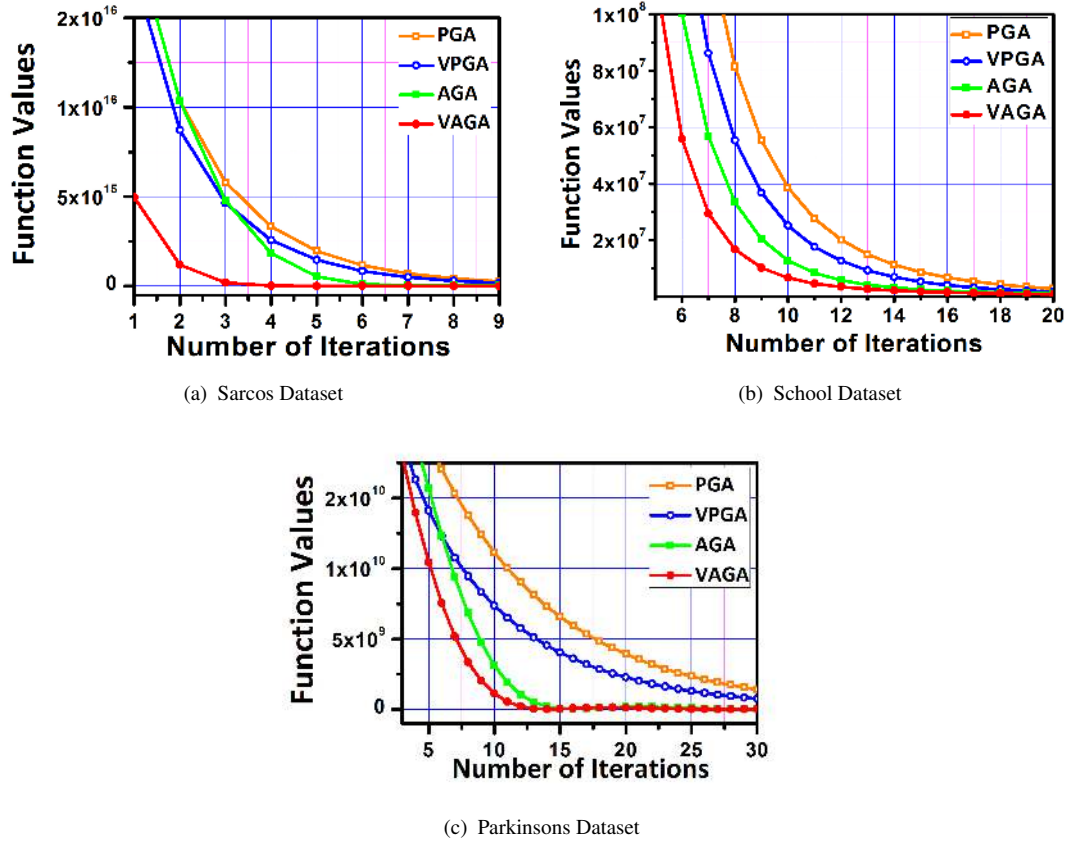 2x10^16
1x10^16
5x10^15
0
Function Values
PGA
VPGA
AGA
VAGA
1 2 3 4 5 6 7 8 9
Number of Iterations
(a) Sarcos Dataset
1x10^8
8x10^7
6x10^7
4x10^7
2x10^7
Function Values
PGA
VPGA
AGA
VAGA
6 8 10 12 14 16 18 20
Number of Iterations
(b) School Dataset
2x10^10
1x10^10
5x10^9
0
Function Values
PGA
VPGA
AGA
VAGA
5 10 15 20 25 30
Number of Iterations
(c) Parkinsons Dataset